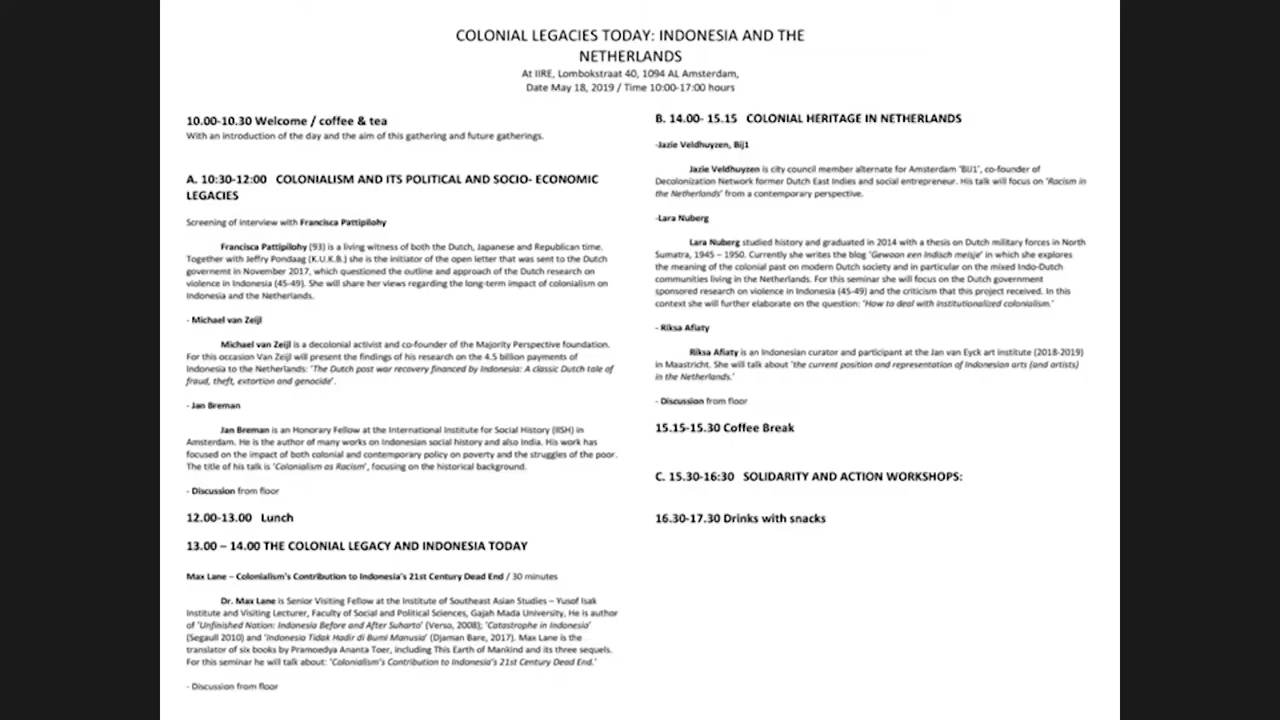 COLONIAL LEGACIES TODAY: INDONESIA AND THE
NETHERLANDS
At IIRE, Lombokstraat 40, 1094 AL Amsterdam,
Date May 18, 2019 / Time 10:00-17:00 hours
10.00-10.30 Welcome / coffee & tea
With an introduction of the day and the aim of this gathering and future gatherings.
A. 10:30-12:00 COLONIALISM AND ITS POLITICAL AND SOCIO- ECONOMIC
LEGACIES
Screening of interview with Francisca Pattipilohy
Francisca Pattipilohy (93) is a living witness of both the Dutch, Japanese and Republican time.
Together with Jeffry Pondaag (K.U.K.B.) she is the initiator of the open letter that was sent to the Dutch
governemt in November 2017, which questioned the outline and approach of the Dutch research on
violence in Indonesia (45-49). She will share her views regarding the long-term impact of colonialism on
Indonesia and the Netherlands.
- Michael van Zeijl
Michael van Zeijl is a decolonial activist and co-founder of the Majority Perspective foundation.
For this occasion Van Zeijl will present the findings of his research on the 4.5 billion payments of
Indonesia to the Netherlands: 'The Dutch post war recovery financed by Indonesia: A classic Dutch tale of
fraud, theft, extortion and genocide'.
- Jan Breman
Jan Breman is an Honorary Fellow at the International Institute for Social History (IISH) in
Amsterdam. He is the author of many works on Indonesian social history and also India. His work has
focused on the impact of both colonial and contemporary policy on poverty and the struggles of the poor.
The title of his talk is 'Colonialism as Racism', focusing on the historical background.
- Discussion from floor
12.00-13.00 Lunch
13.00 – 14.00 THE COLONIAL LEGACY AND INDONESIA TODAY
Max Lane – Colonialism's Contribution to Indonesia's 21st Century Dead End / 30 minutes
Dr. Max Lane is Senior Visiting Fellow at the Institute of Southeast Asian Studies – Yusof Isak
Institute and Visiting Lecturer, Faculty of Social and Political Sciences, Gajah Mada University, He is author
of 'Unfinished Nation: Indonesia Before and After Suharto' (Verso, 2008); 'Catastrophe in Indonesia'
(Segaull 2010) and 'Indonesia Tidak Hadir di Bumi Manusia' (Djaman Bare, 2017). Max Lane is the
translator of six books by Pramoedya Ananta Toer, including This Earth of Mankind and its three sequels.
For this seminar he will talk about: 'Colonialism's Contribution to Indonesia's 21st Century Dead End.'
- Discussion from floor
B. 14.00- 15.15 COLONIAL HERITAGE IN NETHERLANDS
-Jazie Veldhuyzen, Bij1
Jazie Veldhuyzen is city council member alternate for Amsterdam 'BIJ1', co-founder of
Decolonization Network former Dutch East Indies and social entrepreneur. His talk will focus on 'Racism in
the Netherlands' from a contemporary perspective.
-Lara Nuberg
Lara Nuberg studied history and graduated in 2014 with a thesis on Dutch military forces in North
Sumatra, 1945 – 1950. Currently she writes the blog 'Gewoon een Indisch meisje' in which she explores
the meaning of the colonial past on modern Dutch society and in particular on the mixed Indo-Dutch
communities living in the Netherlands. For this seminar she will focus on the Dutch government
sponsored research on violence in Indonesia (45-49) and the criticism that this project received. In this
context she will further elaborate on the question: 'How to deal with institutionalized colonialism.'
- Riksa Afiaty
Riksa Afiaty is an Indonesian curator and participant at the Jan van Eyck art institute (2018-2019)
in Maastricht. She will talk about 'the current position and representation of Indonesian arts (and artists)
in the Netherlands.'
- Discussion from floor
15.15-15.30 Coffee Break
C. 15.30-16:30 SOLIDARITY AND ACTION WORKSHOPS:
16.30-17.30 Drinks with snacks